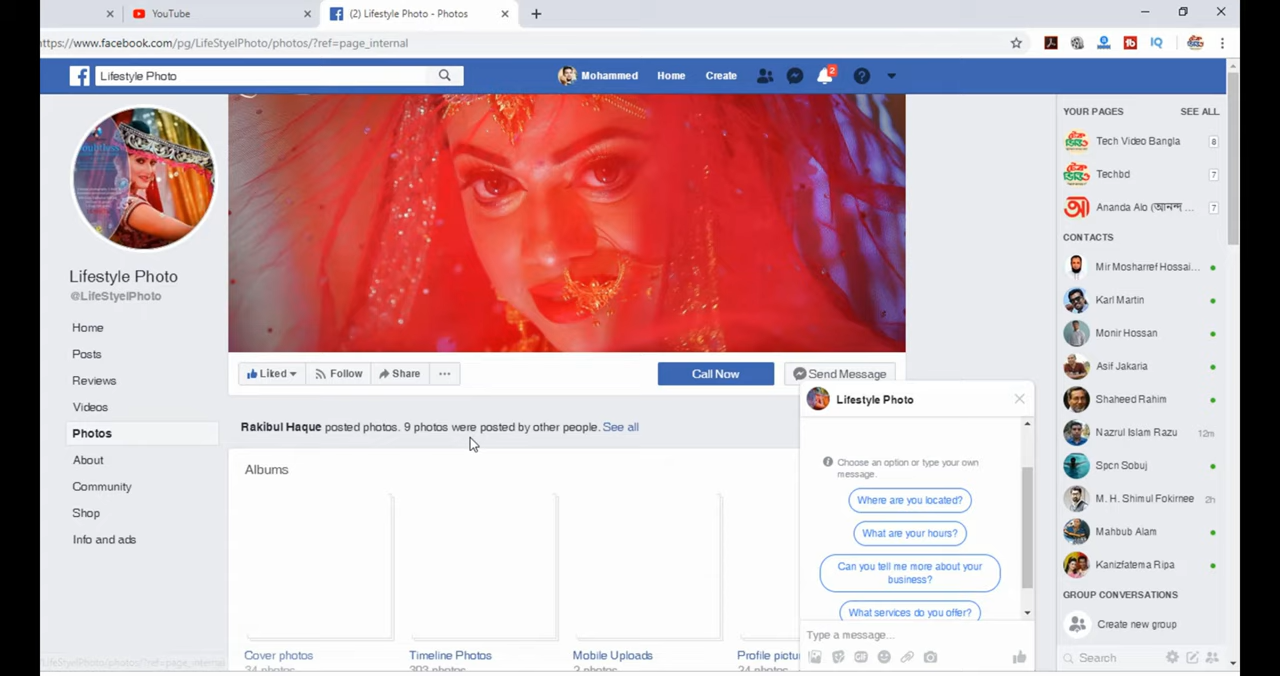 YouTube
(2) Lifestyle Photo - Photos
https://www.facebook.com/pg/LifeStyelPhoto/photos/?ref=page_internal
Lifestyle Photo
Mohammed
Home
Create
2
Lifestyle Photo
@LifeStyelPhoto
Home
Posts
Reviews
Videos
Photos
About
Community
Shop
Info and ads
Liked
Follow
Share
Call Now
Send Message
Rakibul Haque posted photos. 9 photos were posted by other people. See all
Albums
Cover photos
34 photos
Timeline Photos
Mobile Uploads
2 photos
Lifestyle Photo
Choose an option or type your own
message.
Where are you located?
What are your hours?
Can you tell me more about your
business?
What services do you offer?
Type a message...
YOUR PAGES SEE ALL
Tech Video Bangla 8
Techbd 7
Ananda Alo (আনন্দ ... 7
CONTACTS
Mir Mosharref Hossai...
Karl Martin
Monir Hossan
Asif Jakaria
Shaheed Rahim
Nazrul Islam Razu 12m
Spcn Sobuj
M. H. Shimul Fokirnee 2h
Mahbub Alam
Kanizfatema Ripa
GROUP CONVERSATIONS
Create new group
Search